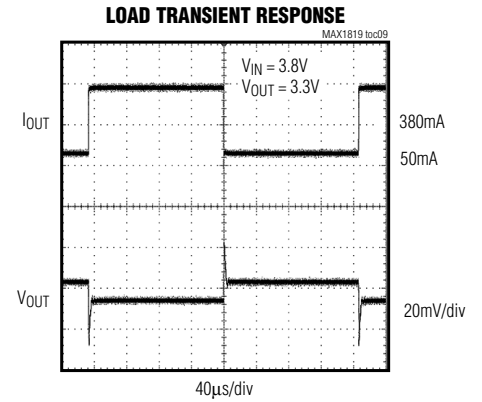 LOAD TRANSIENT RESPONSE
MAX1819 toc09
VIN = 3.8V
VOUT = 3.3V
IOUT
380mA
50mA
VOUT
20mV/div
40µs/div